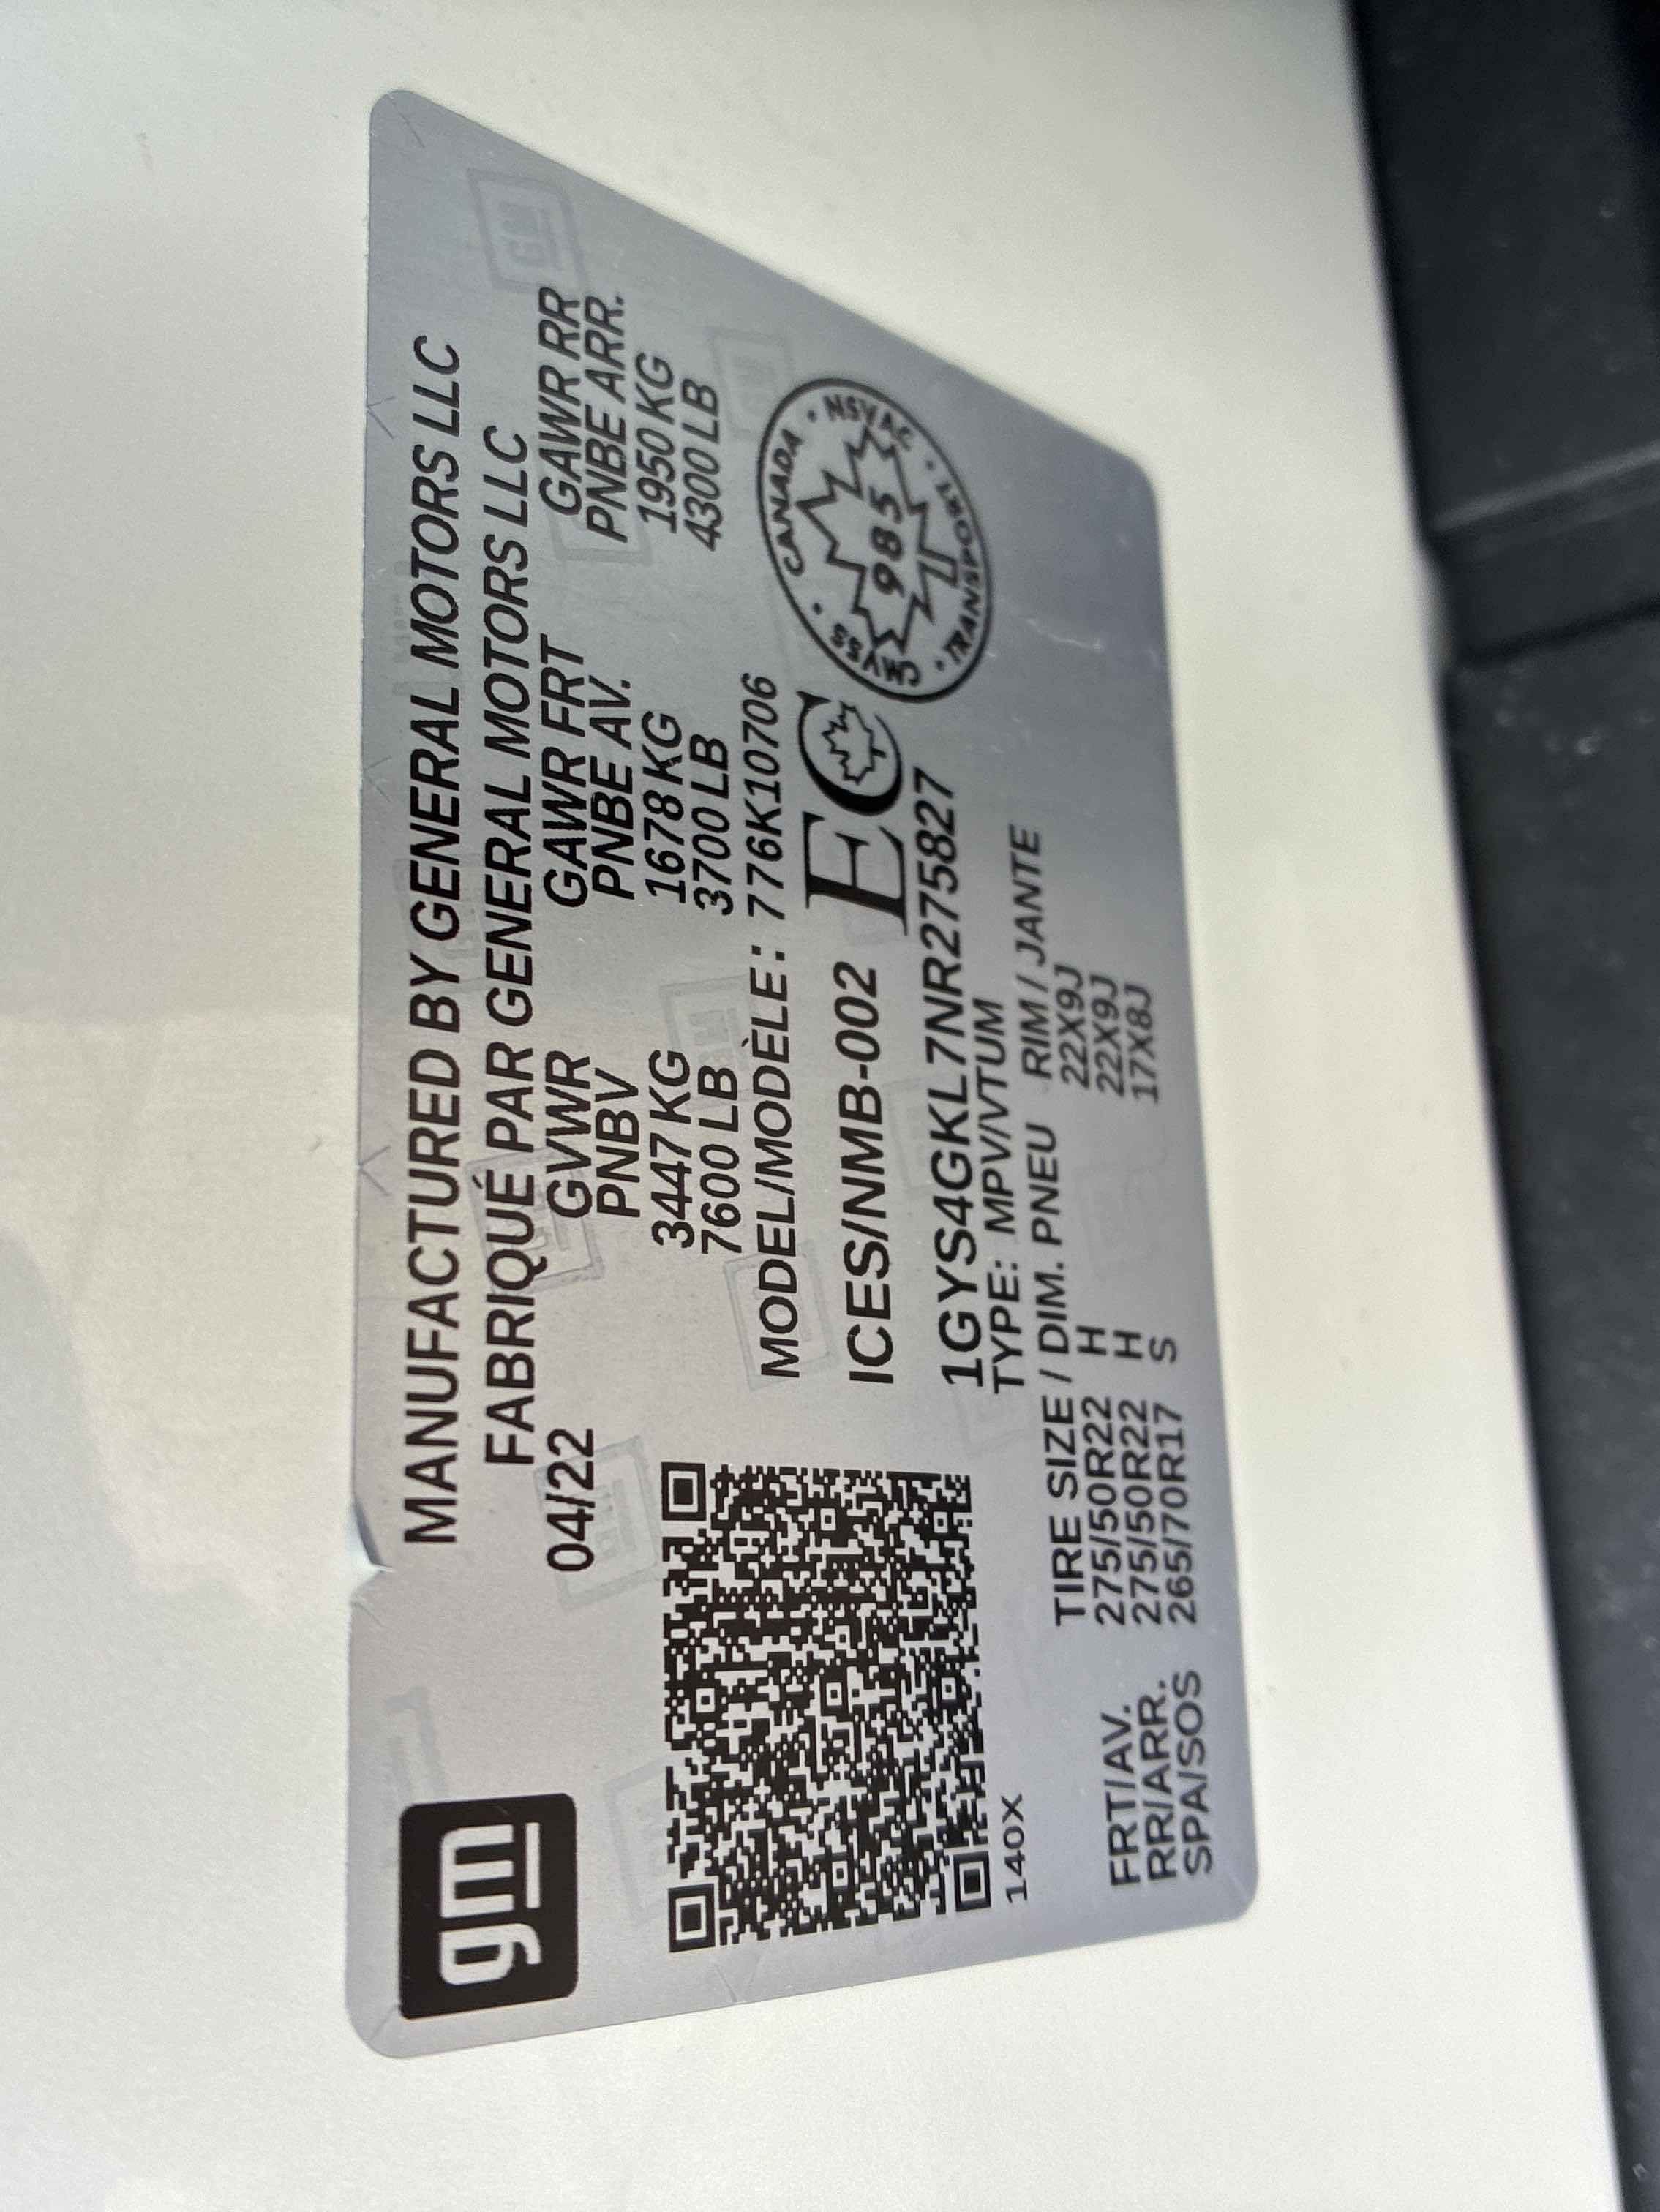 gm
MANUFACTURED BY GENERAL MOTORS LLC
FABRIQUÉ PAR GENERAL MOTORS LLC
04/22
GVWR GAWR FRT GAWR RR
PNBV PNBE AV. PNBE ARR.
3447 KG 1678 KG 1950 KG
7600 LB 3700 LB 4300 LB
MODEL/MODÈLE: 776K10706
ICES/NMB-002 EC
CANADA · NSVAC · TRANSPORT · CMVSS ·
985
1GYS4GKL7NR275827
TYPE: MPV/VTUM
140X
TIRE SIZE / DIM. PNEU RIM / JANTE
FRT/AV. 275/50R22 H 22X9J
RR/ARR. 275/50R22 H 22X9J
SPA/SOS 265/70R17 S 17X8J